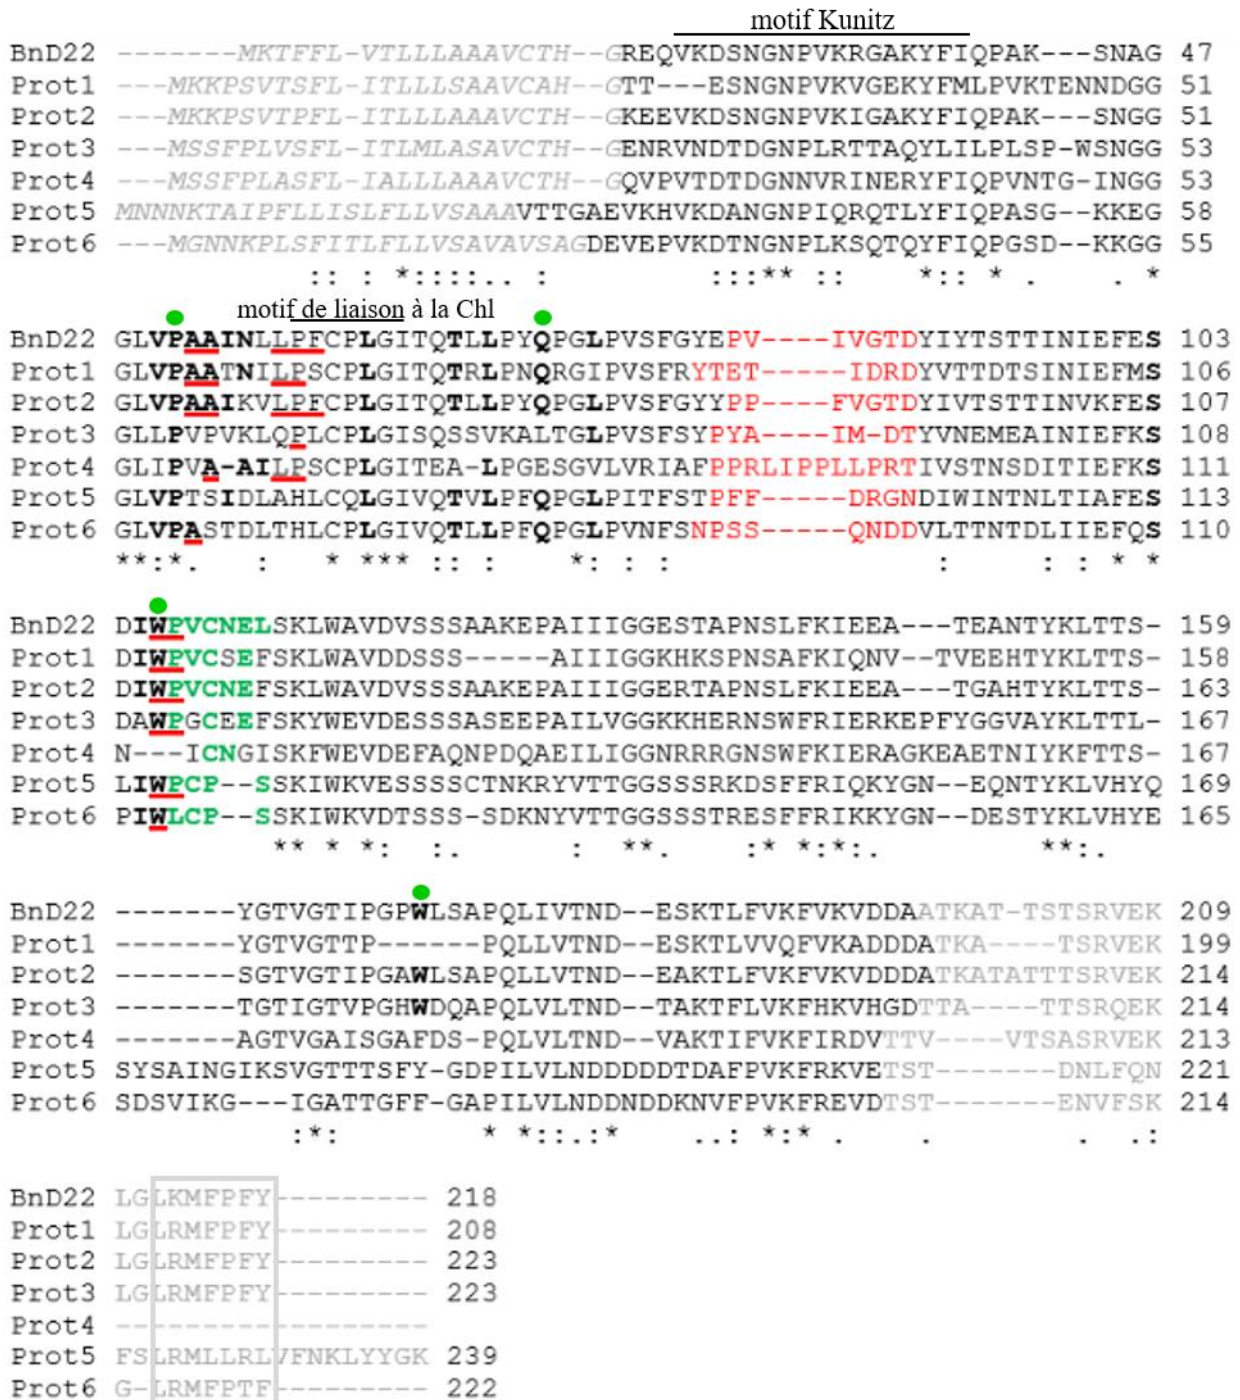 motif Kunitz
BnD22 -------MKTFFL-VTLLLAAAVCTH--GREQVKDSNGNPVKRGAKYFIQPAK---SNAG 47
Prot1 ---MKKPSVTSFL-ITLLLSAAVCAH--GTT---ESNGNPVKVGEKYFMLPVKTENNDGG 51
Prot2 ---MKKPSVTPFL-ITLLLAAAVCTH--GKEEVKDSNGNPVKIGAKYFIQPAK---SNGG 51
Prot3 ---MSSFPLVSFL-ITLMLASAVCTH--GENRVNDTDGNPLRTTAQYLILPLSP-WSNGG 53
Prot4 ---MSSFPLASFL-IALLLAAAVCTH--GQVPVTDTDGNNVRINERYFIQPVNTG-INGG 53
Prot5 MNNNKTAIPFLLISLFLLVSAAAVTTGAEVKHVKDANGNPIQRQTLYFIQPASG--KKEG 58
Prot6 ---MGNNKPLSFITLFLLVSAVAVSAGDEVEPVKDTNGNPLKSQTQYFIQPGSD--KKGG 55
:: : *::::.. : :::** :: *:: * . . *
motif de liaison à la Chl
BnD22 GLVPAAINLLPFCPLGITQTLLPYQPGLPVSFGYEPV----IVGTDYIYTSTTINIEFES 103
Prot1 GLVPAATNILPSCPLGITQTRLPNQRGIPVSFRYTET-----IDRDYVTTDTSINIEFMS 106
Prot2 GLVPAAIKVLPFCPLGITQTLLPYQPGLPVSFGYYPP----FVGTDYIVTSTTINVKFES 107
Prot3 GLLPVPVKLQPLCPLGISQSSVKALTGLPVSFSYPYA----IM-DTYVNEMEAINIEFKS 108
Prot4 GLIPVA-AILPSCPLGITEA-LPGESGVLVRIAFPPRLIPPLLPRTIVSTNSDITIEFKS 111
Prot5 GLVPTSIDLAHLCQLGIVQTVLPFQPGLPITFSTPFF-----DRGNDIWINTNLTIAFES 113
Prot6 GLVPASTDLTHLCPLGIVQTLLPFQPGLPVNFSNPSS-----QNDDVLTTNTDLIIEFQS 110
**:*. : * *** :: : *: : : : : : * *
BnD22 DIWPVCNELSKLWAVDVSSSAAKEPAIIIGGESTAPNSLFKIEEA---TEANTYKLTTS- 159
Prot1 DIWPVCSEFSKLWAVDDSSS-----AIIIGGKHKSPNSAFKIQNV--TVEEHTYKLTTS- 158
Prot2 DIWPVCNEFSKLWAVDVSSSAAKEPAIIIGGERTAPNSLFKIEEA---TGAHTYKLTTS- 163
Prot3 DAWPGCEEFSKYWEVDESSSASEEPAILVGGKKHERNSWFRIERKEPFYGGVAYKLTTL- 167
Prot4 N---ICNGISKFWEVDEFAQNPDQAEILIGGNRRRGNSWFKIERAGKEAETNIYKFTTS- 167
Prot5 LIWPCP--SSKIWKVESSSSCTNKRYVTTGGSSSRKDSFFRIQKYGN--EQNTYKLVHYQ 169
Prot6 PIWLCP--SSKIWKVDTSSS-SDKNYVTTGGSSSTRESFFRIKKYGN--DESTYKLVHYE 165
** * *: :. : **. :* *:*:. **:.
BnD22 -------YGTVGTIPGPWLSAPQLIVTND--ESKTLFVKFVKVDDAATKAT-TSTSRVEK 209
Prot1 -------YGTVGTTP------PQLLVTND--ESKTLVVQFVKADDDATKA----TSRVEK 199
Prot2 -------SGTVGTIPGAWLSAPQLLVTND--EAKTLFVKFVKVDDDATKATATTTSRVEK 214
Prot3 -------TGTIGTVPGHWDQAPQLVLTND--TAKTFLVKFHKVHGDTTA----TTSRQEK 214
Prot4 -------AGTVGAISGAFDS-PQLVLTND--VAKTIFVKFIRDVTTV----VTSASRVEK 213
Prot5 SYSAINGIKSVGTTTSFY-GDPILVLNDDDDDTDAFPVKFRKVETST-------DNLFQN 221
Prot6 SDSVIKG---IGATTGFF-GAPILVLNDDNDDKNVFPVKFREVDTST-------ENVFSK 214
:*: * *::.:* ..: *:* . . . .:
BnD22 LGLKMFPFY--------- 218
Prot1 LGLRMFPFY--------- 208
Prot2 LGLRMFPFY--------- 223
Prot3 LGLRMFPFY--------- 223
Prot4 ------------------
Prot5 FSLRMLLRLVFNKLYYGK 239
Prot6 G-LRMFPTF--------- 222